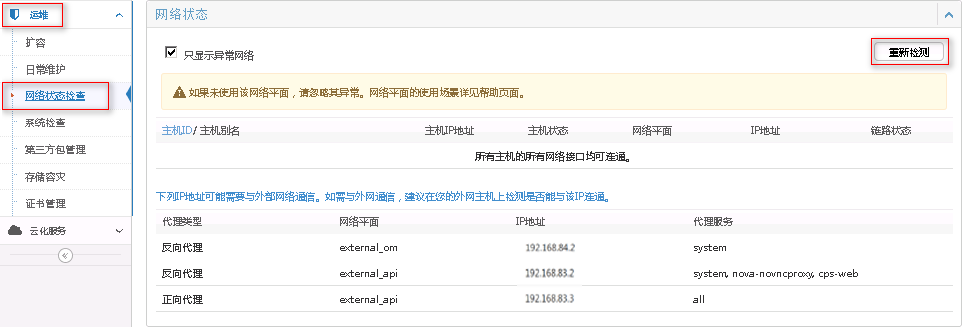 运维
扩容
日常维护
网络状态检查
系统检查
第三方包管理
存储容灾
证书管理
云化服务
网络状态
只显示异常网络
重新检测
如果未使用该网络平面，请忽略其异常。网络平面的使用场景详见帮助页面。
主机ID/ 主机别名 主机IP地址 主机状态 网络平面 IP地址 链路状态
所有主机的所有网络接口均可连通。
下列IP地址可能需要与外部网络通信。如需与外网通信，建议在您的外网主机上检测是否能与该IP连通。
代理类型 网络平面 IP地址 代理服务
反向代理 external_om 192.168.84.2 system
反向代理 external_api 192.168.83.2 system, nova-novncproxy, cps-web
正向代理 external_api 192.168.83.3 all